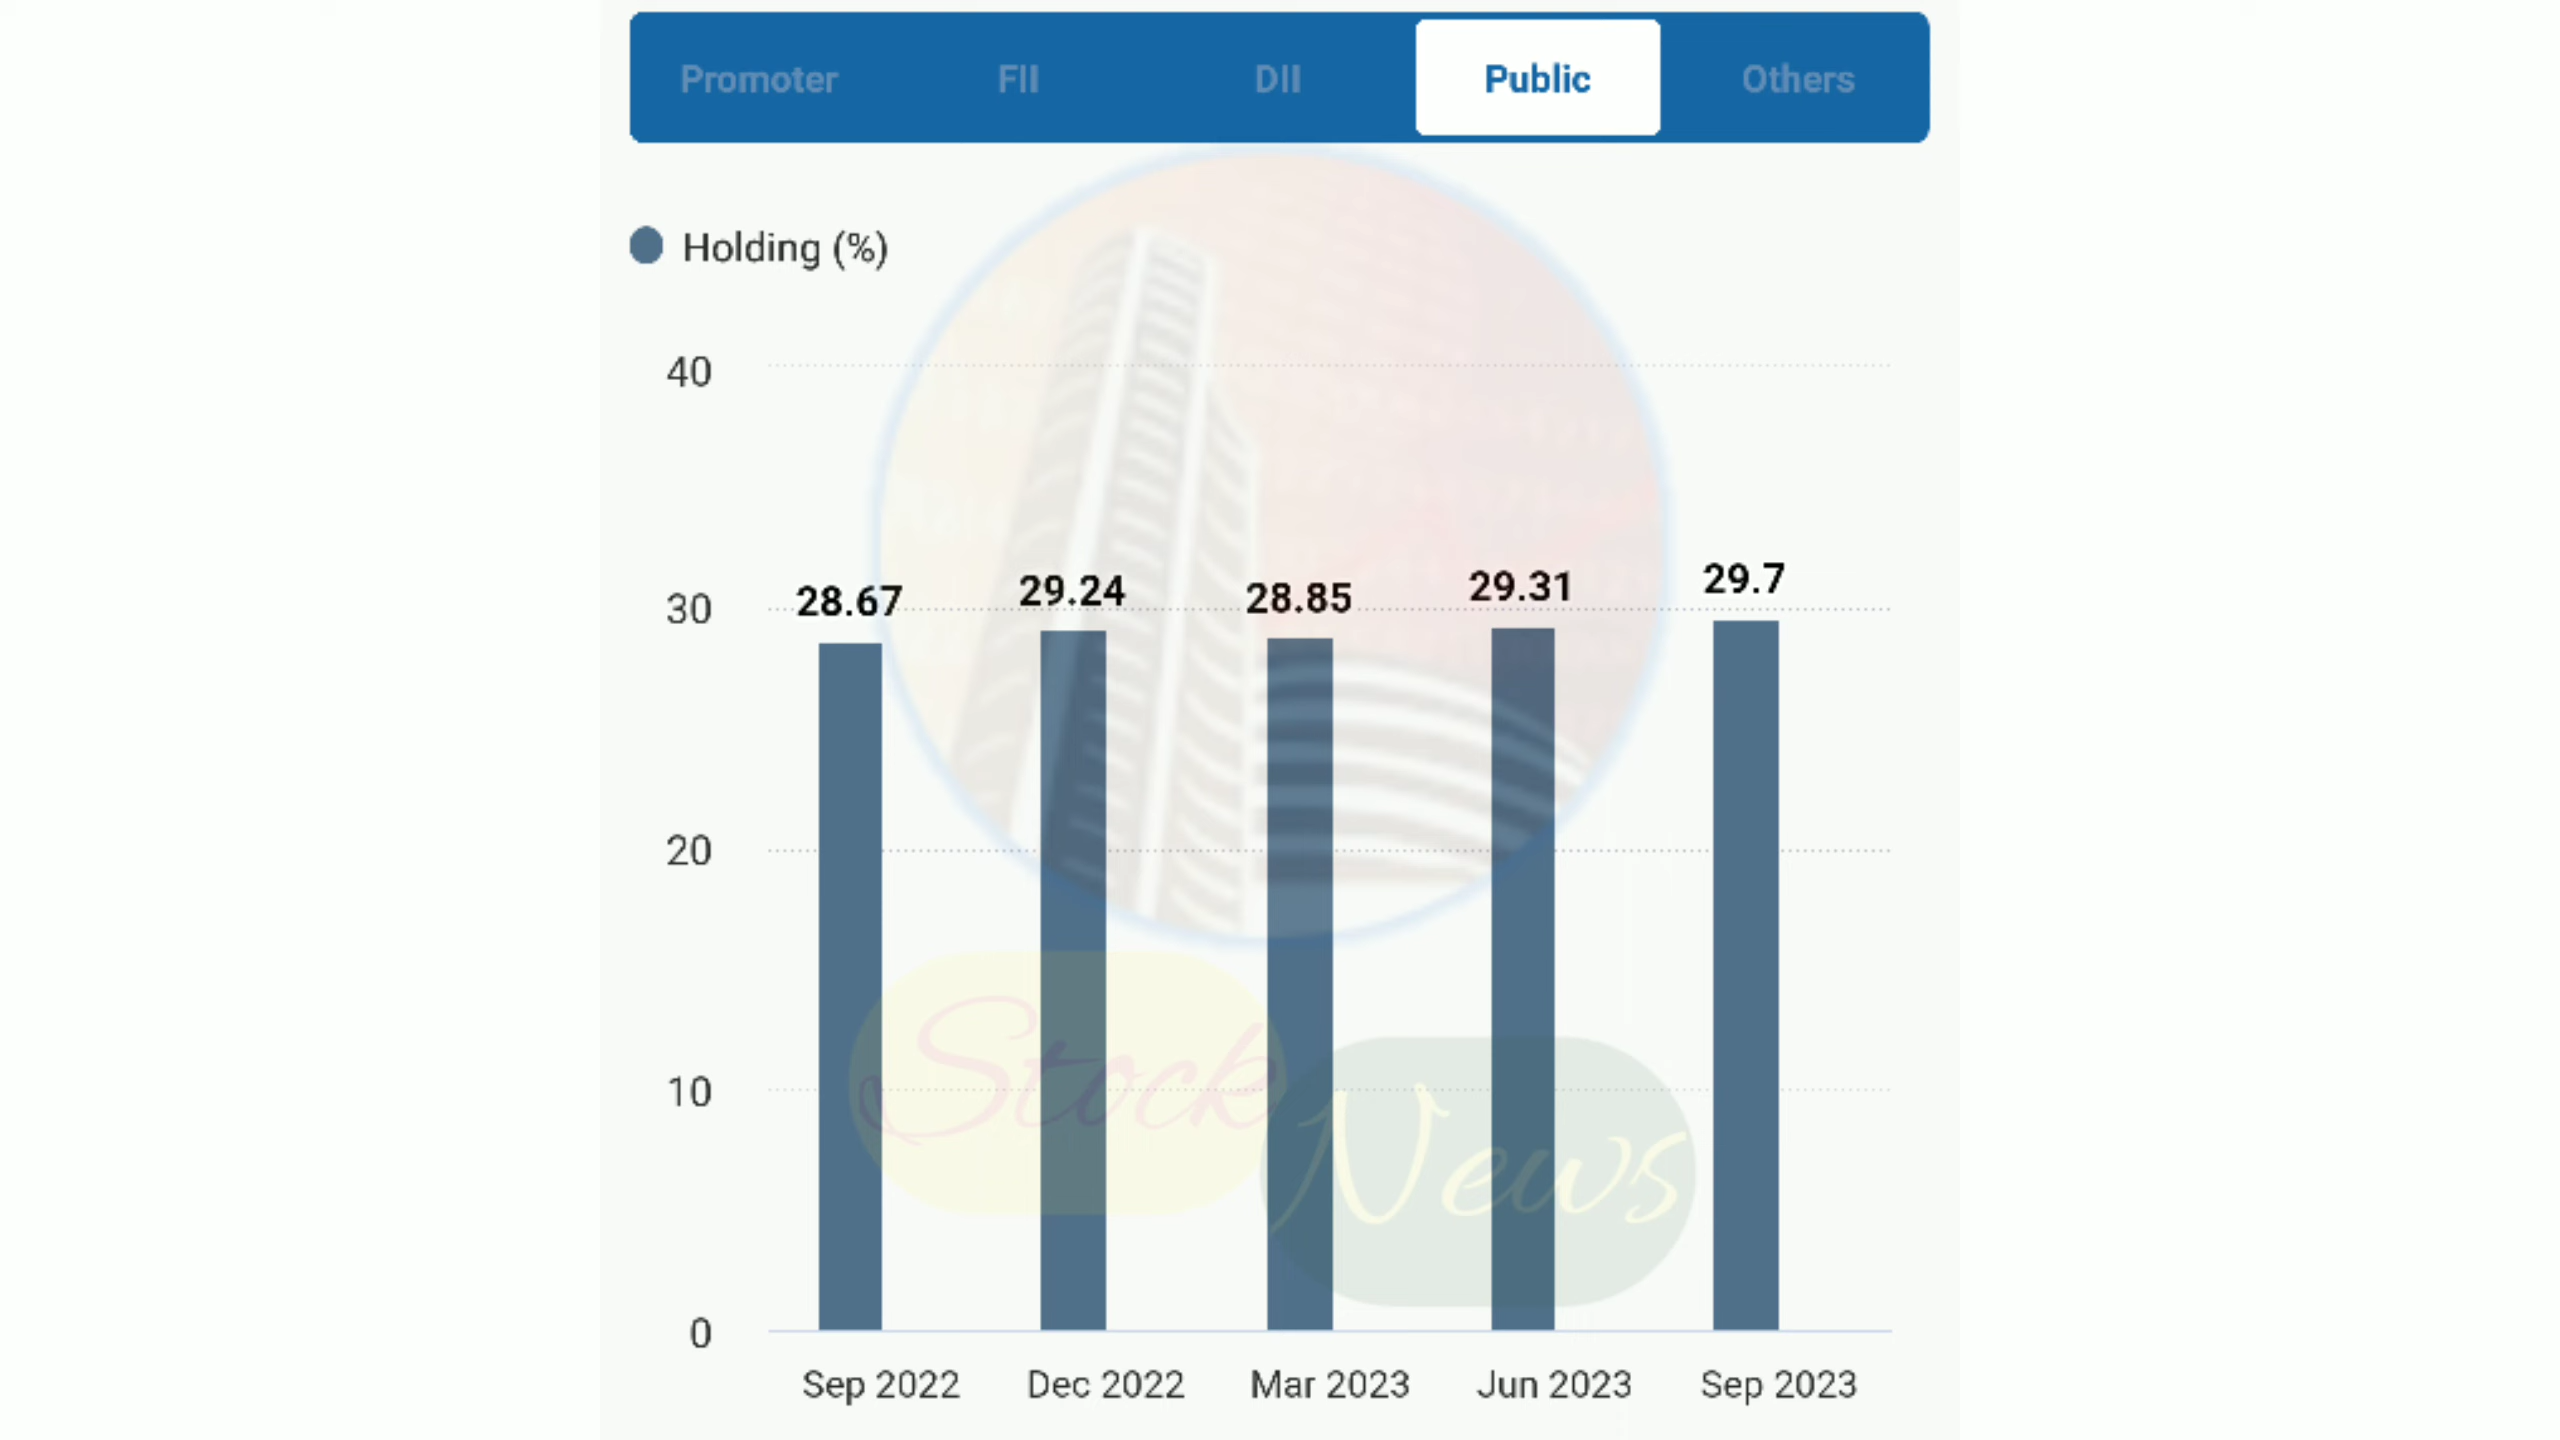 Promoter FII DII Public Others
Holding (%)
40
28.67 29.24 28.85 29.31 29.7
30
20
10
0
Sep 2022 Dec 2022 Mar 2023 Jun 2023 Sep 2023
Stock
News